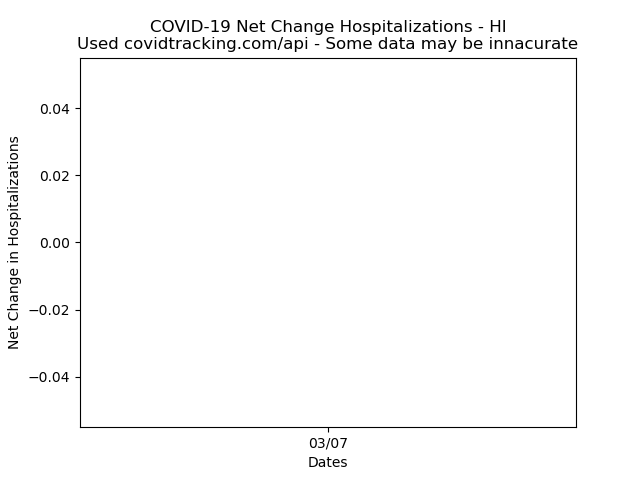 COVID-19 Net Change Hospitalizations - HI
Used covidtracking.com/api - Some data may be innacurate
Net Change in Hospitalizations
0.04
0.02
0.00
−0.02
−0.04
03/07
Dates